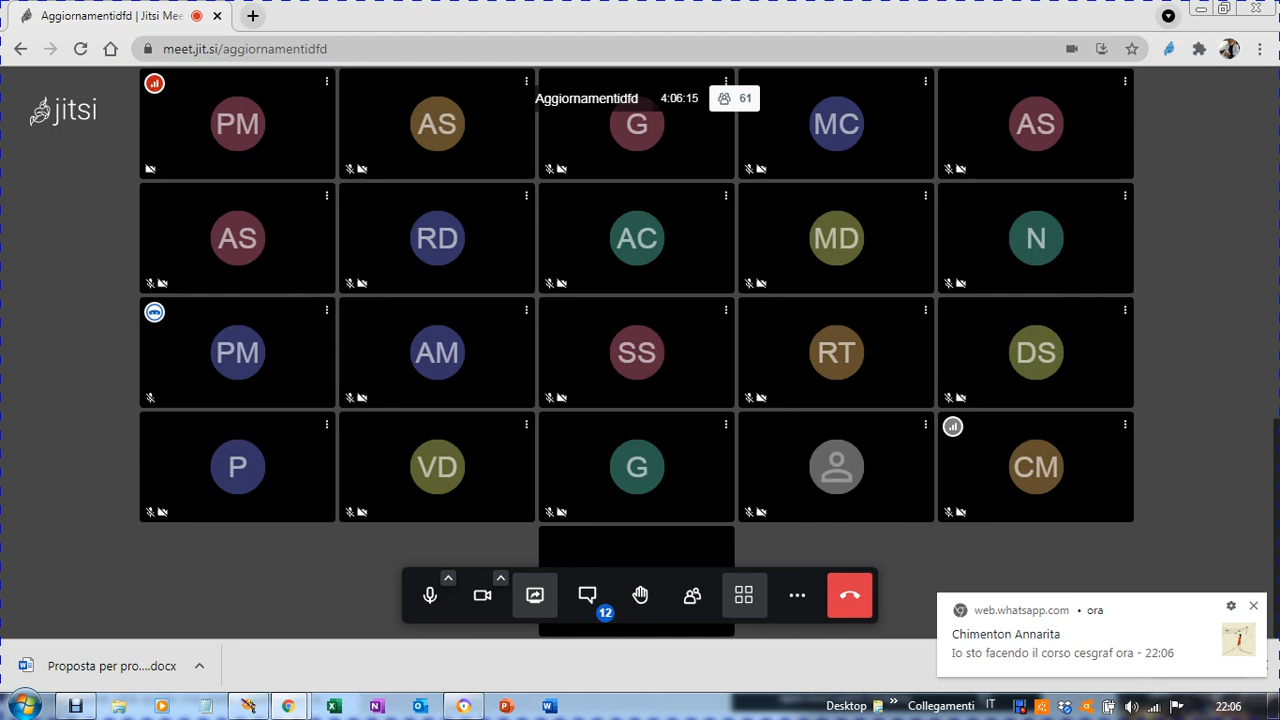 Aggiornamentidfd | Jitsi Mee
meet.jit.si/aggiornamentidfd
jitsi
Aggiornamentidfd 4:06:15 61
PM AS G MC AS
AS RD AC MD N
PM AM SS RT DS
P VD G CM
12
web.whatsapp.com • ora
Chimenton Annarita
Io sto facendo il corso cesgraf ora - 22:06
Proposta per pro....docx
Desktop » Collegamenti IT 22:06